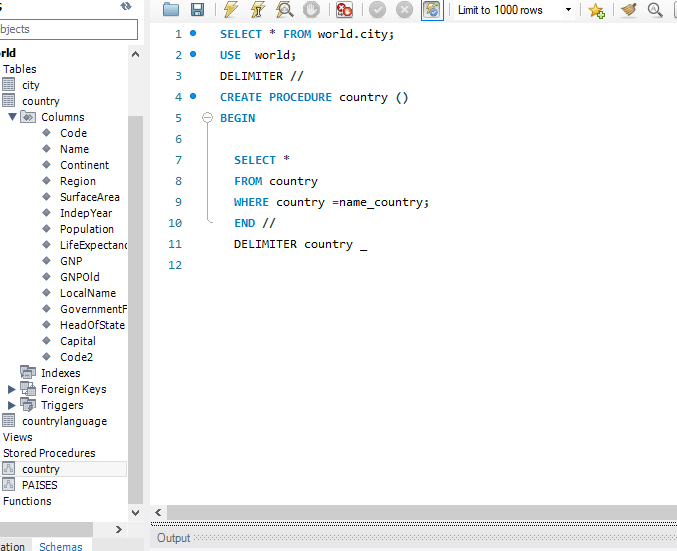 S
bjects
rld
Tables
city
country
Columns
Code
Name
Continent
Region
SurfaceArea
IndepYear
Population
LifeExpectanc
GNP
GNPOld
LocalName
GovernmentF
HeadOfState
Capital
Code2
Indexes
Foreign Keys
Triggers
countrylanguage
Views
Stored Procedures
country
PAISES
Functions
ation Schemas
Limit to 1000 rows
1 SELECT * FROM world.city;
2 USE world;
3 DELIMITER //
4 CREATE PROCEDURE country ()
5 BEGIN
6
7 SELECT *
8 FROM country
9 WHERE country =name_country;
10 END //
11 DELIMITER country _
12
Output